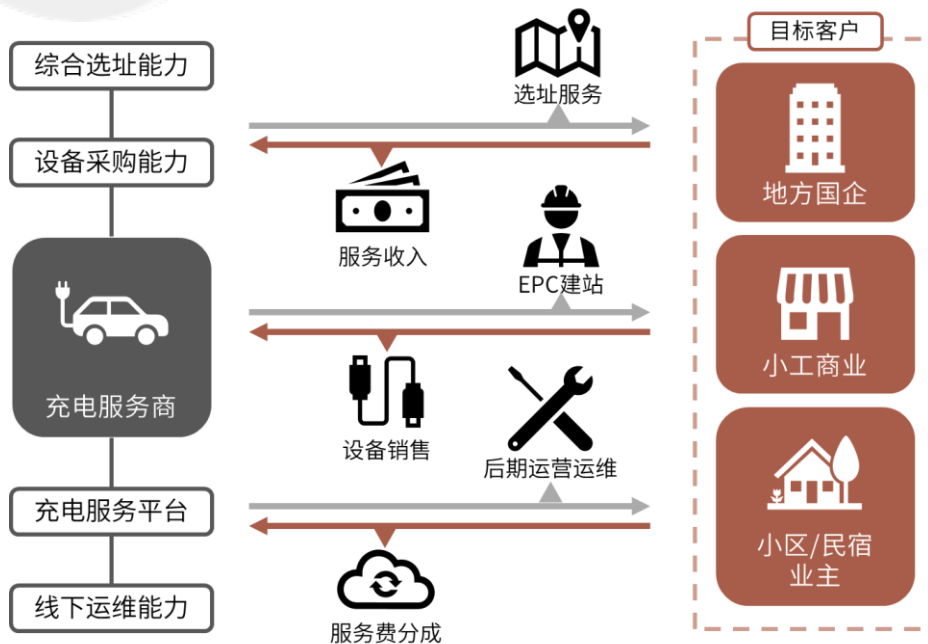 目标客户
综合选址能力
选址服务
设备采购能力
地方国企
服务收入
EPC建站
充电服务商
小工商业
设备销售
后期运营运维
充电服务平台
小区/民宿
业主
线下运维能力
服务费分成